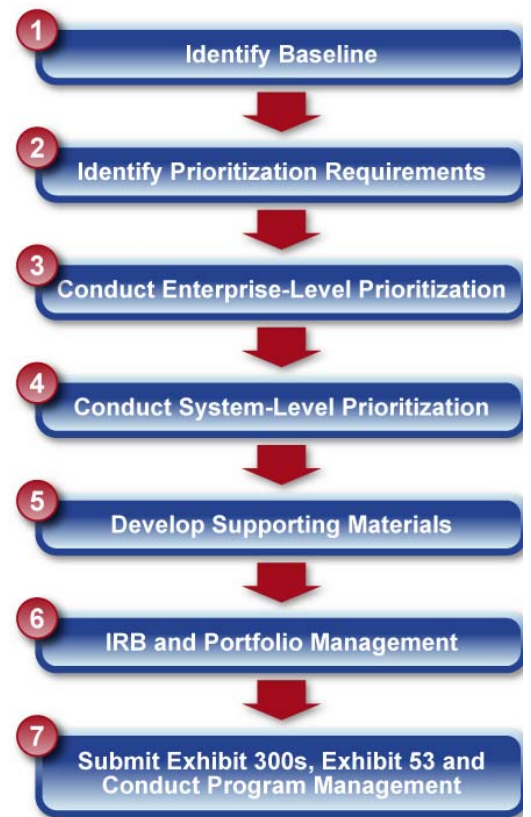 1
Identify Baseline
2
Identify Prioritization Requirements
3
Conduct Enterprise-Level Prioritization
4
Conduct System-Level Prioritization
5
Develop Supporting Materials
6
IRB and Portfolio Management
7
Submit Exhibit 300s, Exhibit 53 and
Conduct Program Management